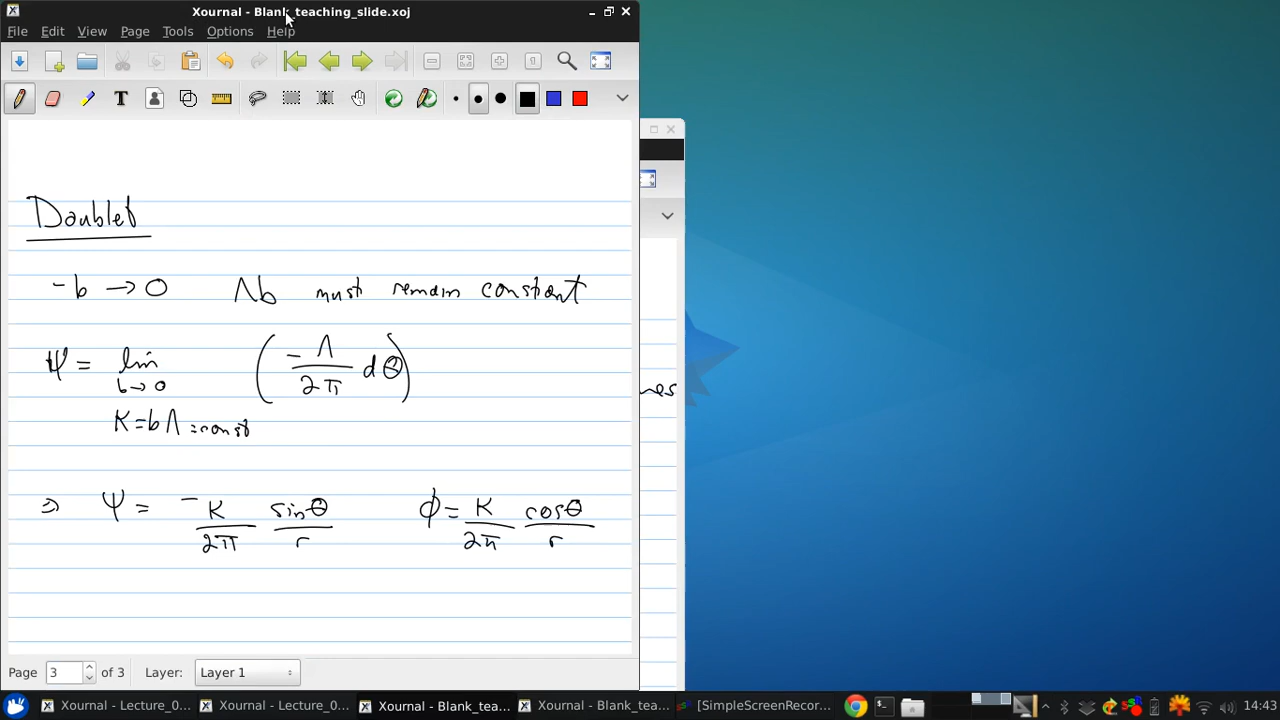 Xournal - Blank_teaching_slide.xoj
File Edit View Page Tools Options Help
Doublet
-b → 0 Λb must remain constant
Ψ = lim b→0 ( -Λ / 2π dθ )
K = bΛ = const
⇒ Ψ = -K / 2π sinθ / r ϕ = K / 2π cosθ / r
Page 3 of 3 Layer: Layer 1
Xournal - Lecture_0... Xournal - Lecture_0... Xournal - Blank_tea... Xournal - Blank_tea... [SimpleScreenRecor... 14:43